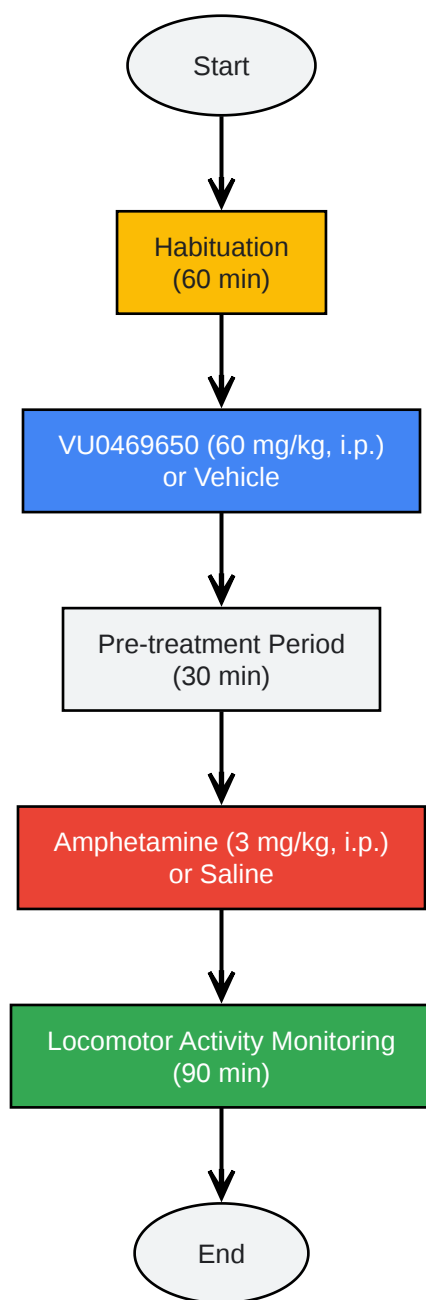 Start
Habituation
(60 min)
VU0469650 (60 mg/kg, i.p.)
or Vehicle
Pre-treatment Period
(30 min)
Amphetamine (3 mg/kg, i.p.)
or Saline
Locomotor Activity Monitoring
(90 min)
End